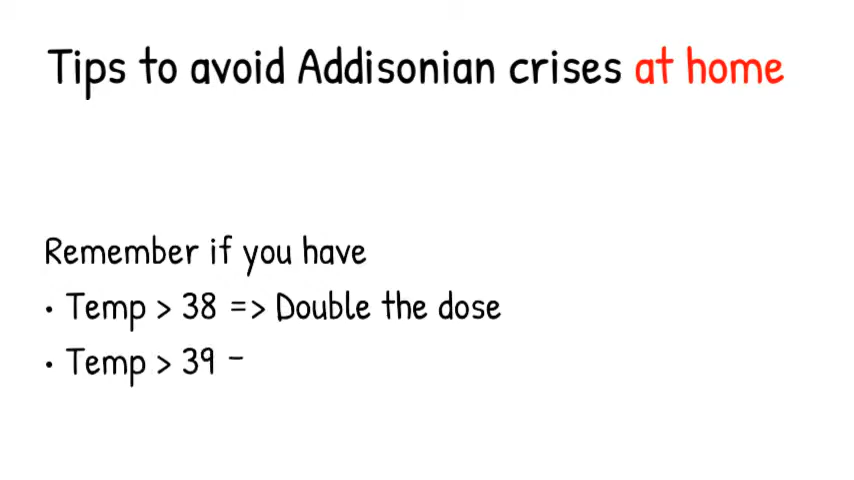 Tips to avoid Addisonian crises at home
Remember if you have
• Temp > 38 => Double the dose
• Temp > 39 -